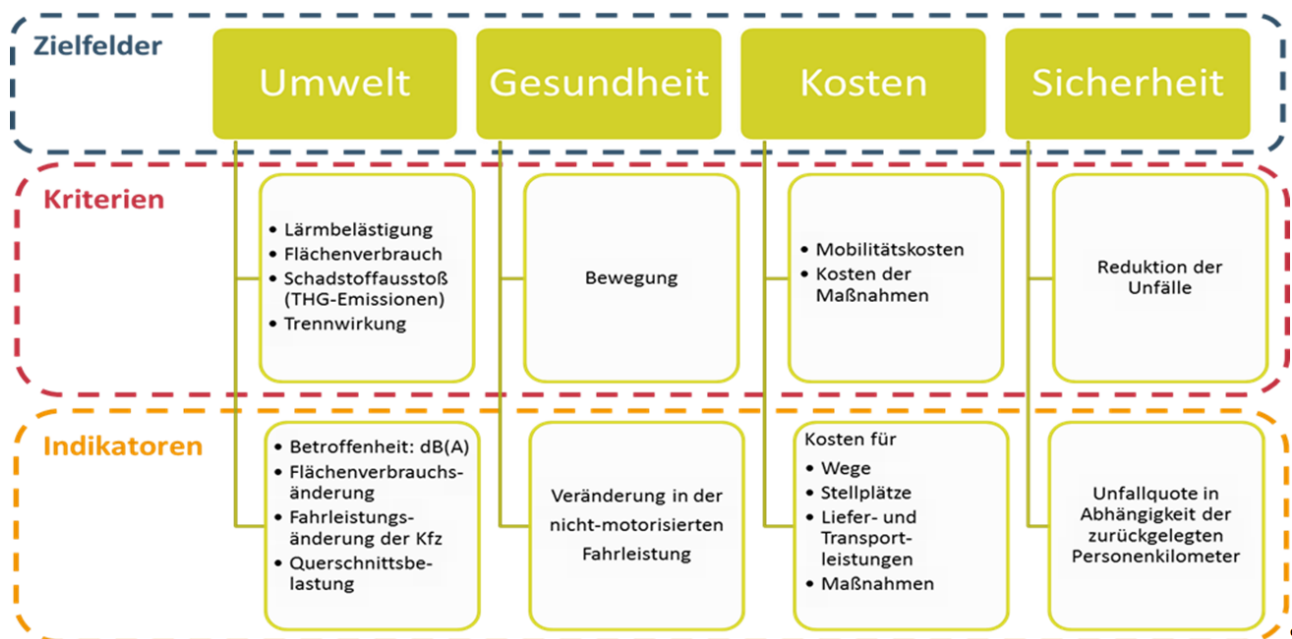 Zielfelder
Umwelt
Gesundheit
Kosten
Sicherheit
Kriterien
• Lärmbelästigung
• Flächenverbrauch
• Schadstoffausstoß
(THG-Emissionen)
• Trennwirkung
Bewegung
• Mobilitätskosten
• Kosten der
Maßnahmen
Reduktion der
Unfälle
Indikatoren
• Betroffenheit: dB(A)
• Flächenverbrauchs-
änderung
• Fahrleistungs-
änderung der Kfz
• Querschnittsbe-
lastung
Veränderung in der
nicht-motorisierten
Fahrleistung
Kosten für
• Wege
• Stellplätze
• Liefer- und
Transport-
leistungen
• Maßnahmen
Unfallquote in
Abhängigkeit der
zurückgelegten
Personenkilometer